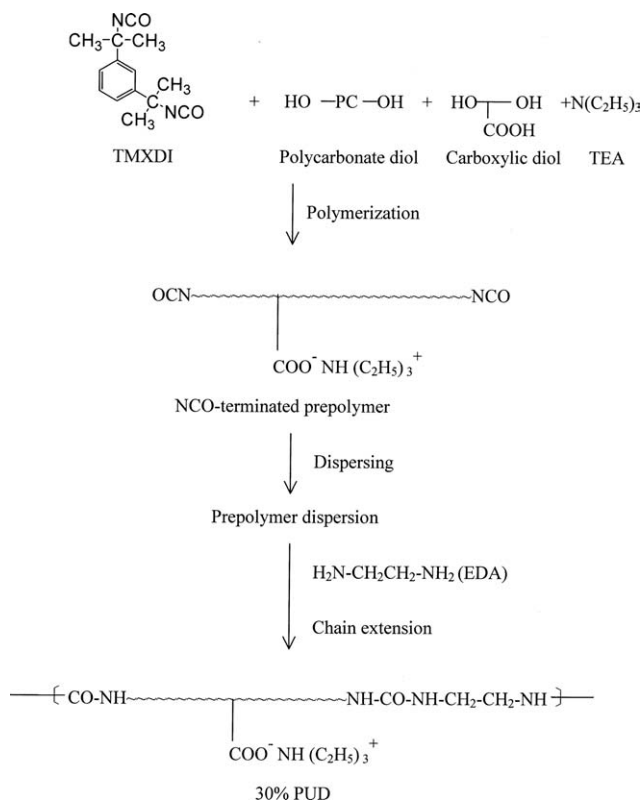 NCO
CH₃ C CH₃
CH₃
C NCO
CH₃
+ HO —PC —OH + HO OH +N(C₂H₅)₃
COOH
TMXDI Polycarbonate diol Carboxylic diol TEA
Polymerization
OCN NCO
COO⁻ NH (C₂H₅)₃⁺
NCO-terminated prepolymer
Dispersing
Prepolymer dispersion
H₂N-CH₂CH₂-NH₂ (EDA)
Chain extension
[ CO-NH NH-CO-NH-CH₂-CH₂-NH ]
COO⁻ NH (C₂H₅)₃⁺
30% PUD